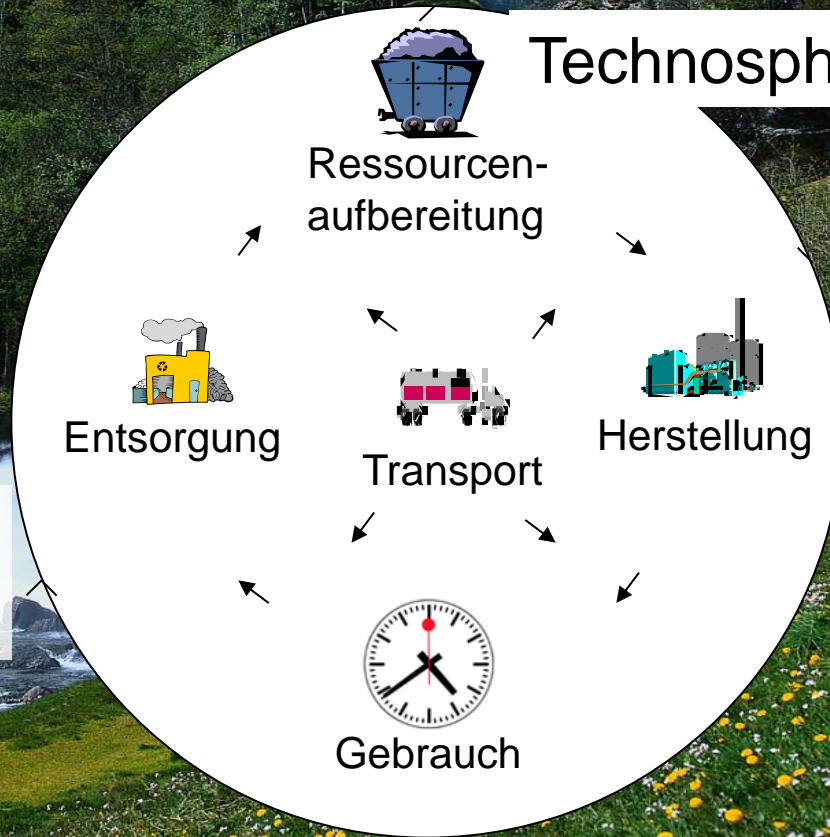 Technosph
Ressourcen-
aufbereitung
Entsorgung
Herstellung
Transport
Gebrauch